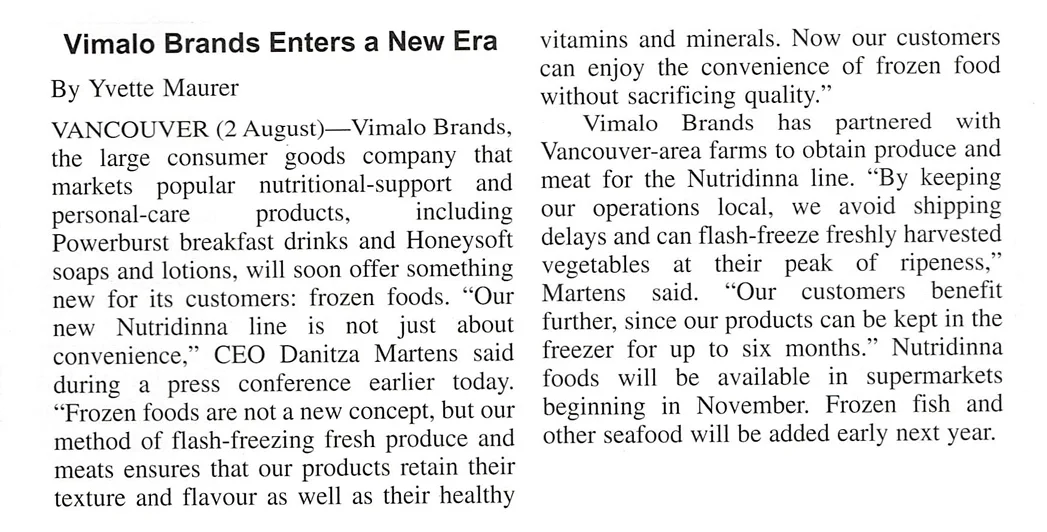 Vimalo Brands Enters a New Era
By Yvette Maurer
VANCOUVER (2 August)—Vimalo Brands,
the large consumer goods company that
markets popular nutritional-support and
personal-care products, including
Powerburst breakfast drinks and Honeysoft
soaps and lotions, will soon offer something
new for its customers: frozen foods. “Our
new Nutridinna line is not just about
convenience,” CEO Danitza Martens said
during a press conference earlier today.
“Frozen foods are not a new concept, but our
method of flash-freezing fresh produce and
meats ensures that our products retain their
texture and flavour as well as their healthy
vitamins and minerals. Now our customers
can enjoy the convenience of frozen food
without sacrificing quality.”
Vimalo Brands has partnered with
Vancouver-area farms to obtain produce and
meat for the Nutridinna line. “By keeping
our operations local, we avoid shipping
delays and can flash-freeze freshly harvested
vegetables at their peak of ripeness,”
Martens said. “Our customers benefit
further, since our products can be kept in the
freezer for up to six months.” Nutridinna
foods will be available in supermarkets
beginning in November. Frozen fish and
other seafood will be added early next year.